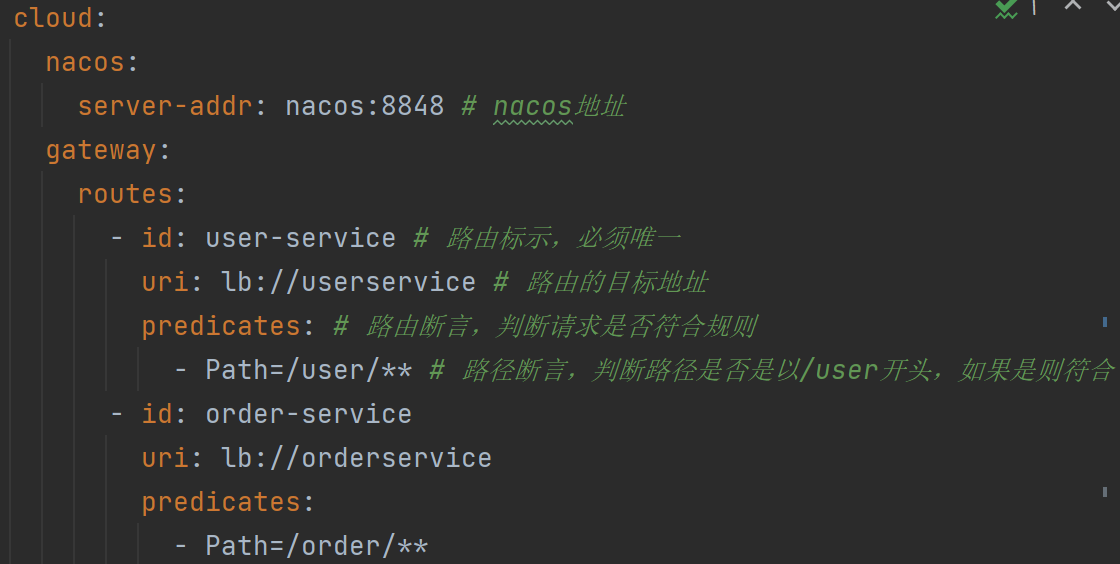 cloud:
nacos:
server-addr: nacos:8848 # nacos地址
gateway:
routes:
- id: user-service # 路由标示，必须唯一
uri: lb://userservice # 路由的目标地址
predicates: # 路由断言，判断请求是否符合规则
- Path=/user/** # 路径断言，判断路径是否是以/user开头，如果是则符合
- id: order-service
uri: lb://orderservice
predicates:
- Path=/order/**